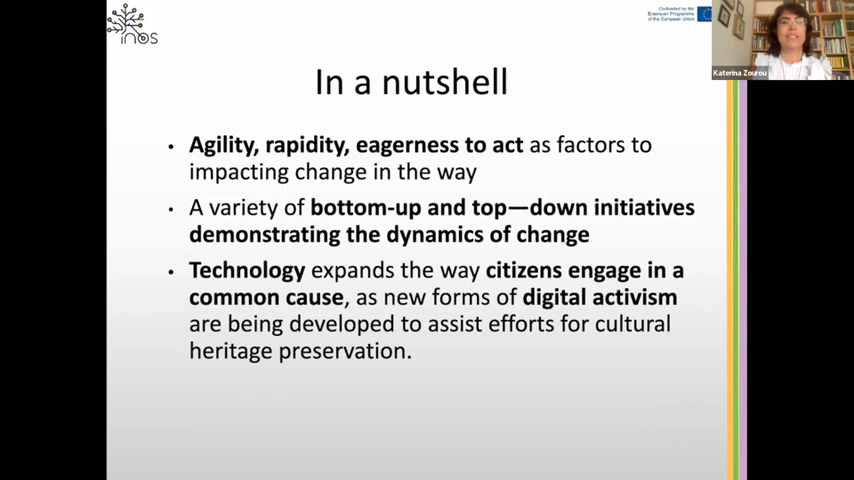 inos
Co-funded by the
Erasmus+ Programme
of the European Union
Katerina Zourou
In a nutshell
• Agility, rapidity, eagerness to act as factors to
impacting change in the way
• A variety of bottom-up and top—down initiatives
demonstrating the dynamics of change
• Technology expands the way citizens engage in a
common cause, as new forms of digital activism
are being developed to assist efforts for cultural
heritage preservation.